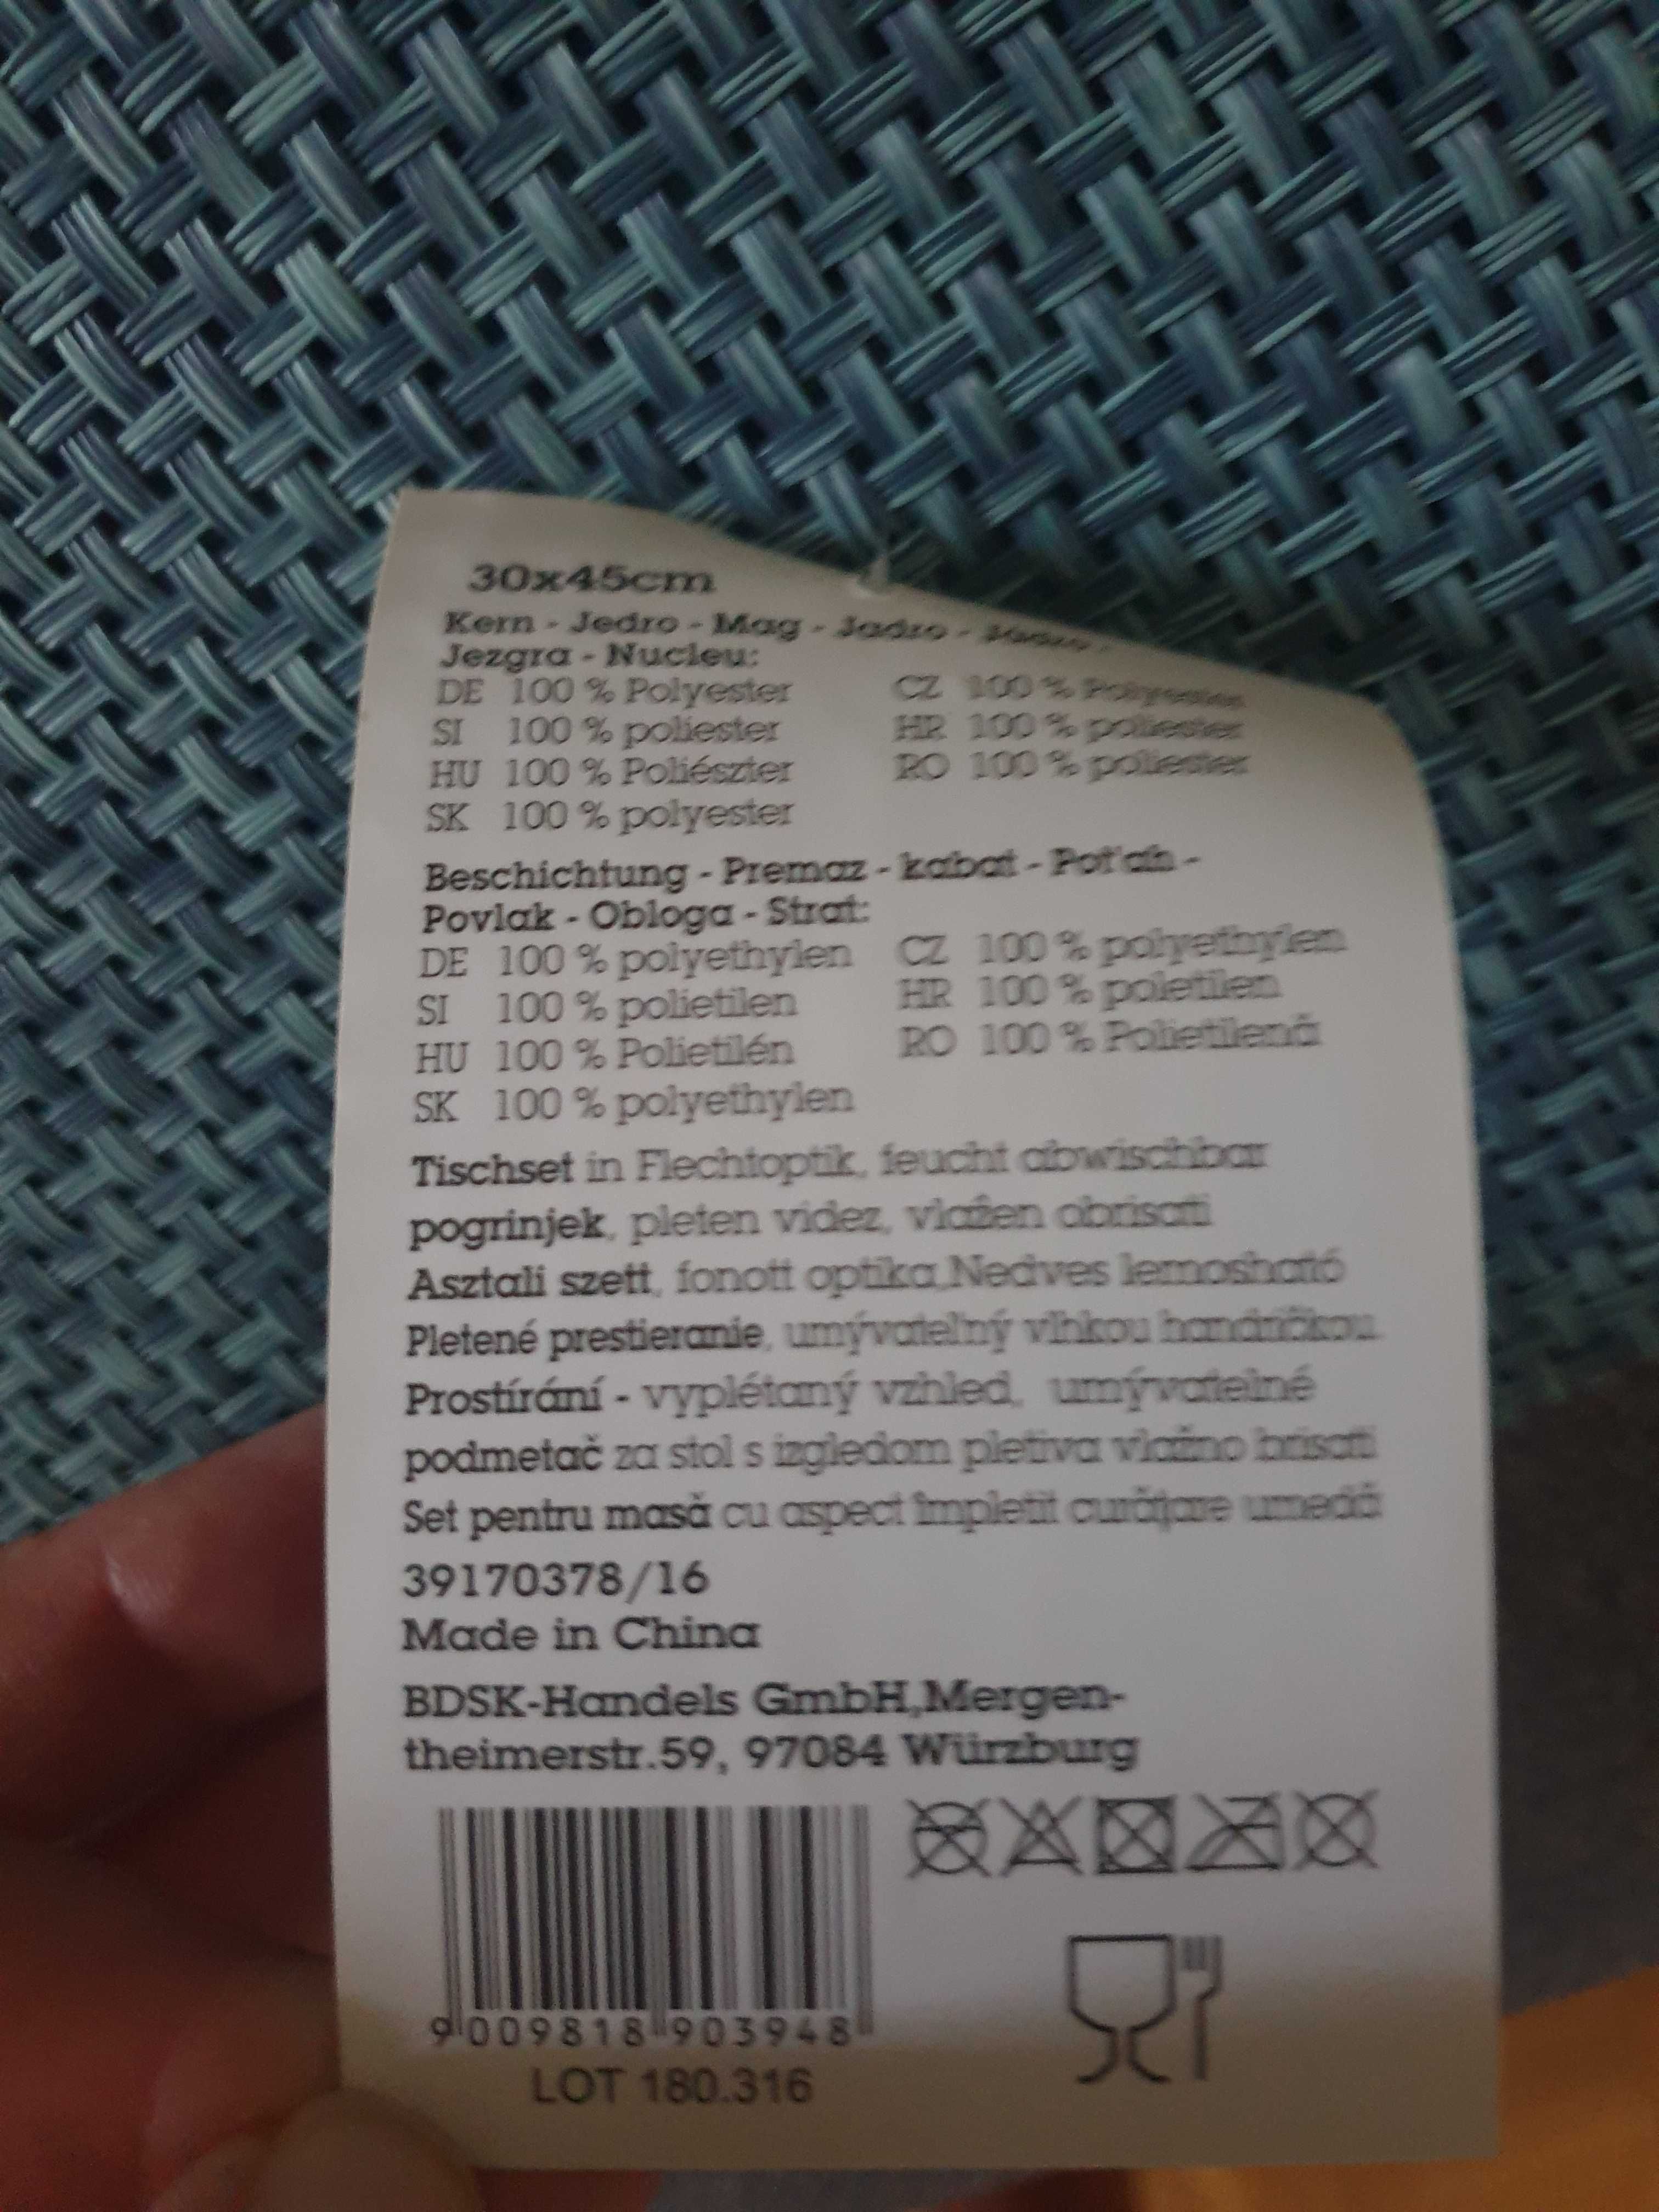 30x45cm
Kern - Jedro - Mag - Jadro -
Jezgra - Nucleu:
DE 100 % Polyester CZ 100 % Polyester
SI 100 % poliester HR 100 % poliester
HU 100 % Poliészter RO 100 % poliester
SK 100 % polyester
Beschichtung - Premaz - kabat - Poťah -
Povlak - Obloga - Strat:
DE 100 % polyethylen CZ 100 % polyethylen
SI 100 % polietilen HR 100 % poletilen
HU 100 % Polietilén RO 100 % Polietilenă
SK 100 % polyethylen
Tischset in Flechtoptik, feucht abwischbar
pogrinjek, pleten videz, vlažen obrisati
Asztali szett, fonott optika,Nedves lemosható
Pletené prestieranie, umývateľný vlhkou handričkou
Prostírání - vyplétaný vzhled, umývatelné
podmetač za stol s izgledom pletiva vlažno brisati
Set pentru masă cu aspect împletit curăţare umedă
39170378/16
Made in China
BDSK-Handels GmbH,Mergen-
theimerstr.59, 97084 Würzburg
9 009818 903948
LOT 180.316